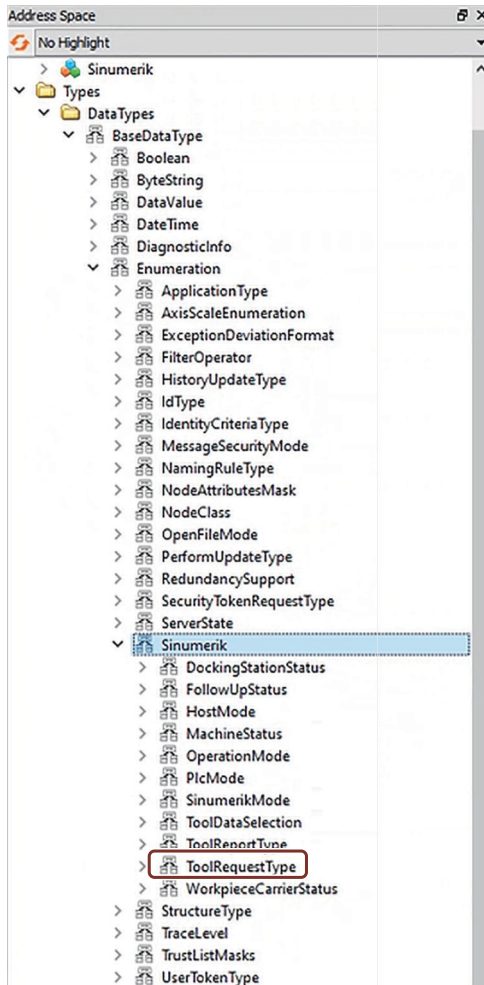 Address Space
No Highlight
Sinumerik
Types
DataTypes
BaseDataType
Boolean
ByteString
DataValue
DateTime
DiagnosticInfo
Enumeration
ApplicationType
AxisScaleEnumeration
ExceptionDeviationFormat
FilterOperator
HistoryUpdateType
IdType
IdentityCriteriaType
MessageSecurityMode
NamingRuleType
NodeAttributesMask
NodeClass
OpenFileMode
PerformUpdateType
RedundancySupport
SecurityTokenRequestType
ServerState
Sinumerik
DockingStationStatus
FollowUpStatus
HostMode
MachineStatus
OperationMode
PlcMode
SinumerikMode
ToolDataSelection
ToolReportType
ToolRequestType
WorkpieceCarrierStatus
StructureType
TraceLevel
TrustListMasks
UserTokenType